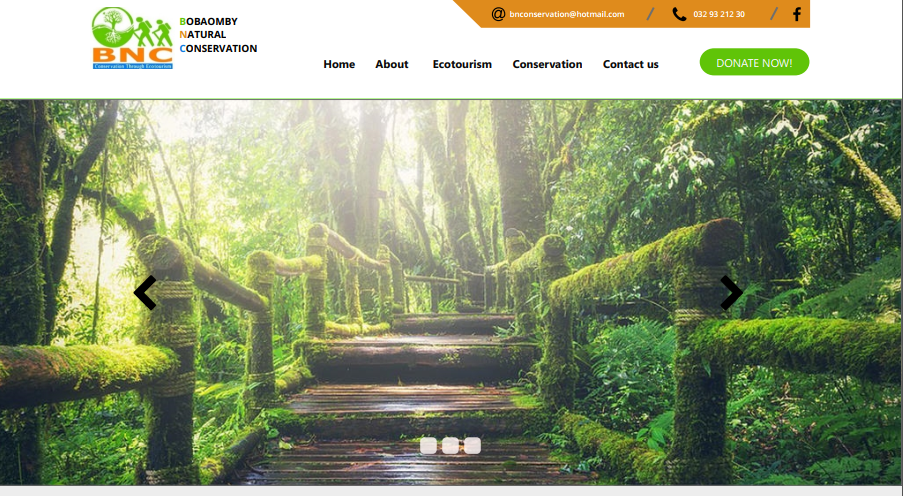 BNC
Conservation Through Ecotourism
BOBAOMBY
NATURAL
CONSERVATION
@ bnconservation@hotmail.com / 032 93 212 30 / f
Home About Ecotourism Conservation Contact us DONATE NOW!